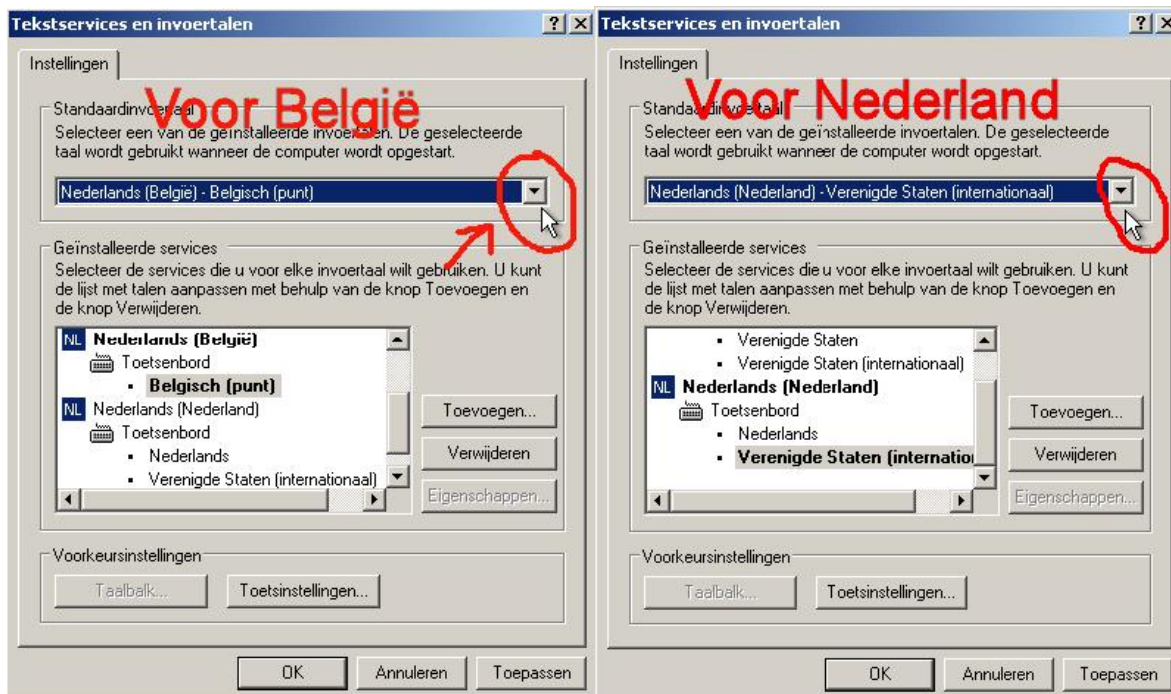 Tekstservices en invoertalen
Instellingen
Voor België
Standaardinvoertaal
Selecteer een van de geïnstalleerde invoertalen. De geselecteerde
taal wordt gebruikt wanneer de computer wordt opgestart.
Nederlands (België) - Belgisch (punt)
Geïnstalleerde services
Selecteer de services die u voor elke invoertaal wilt gebruiken. U kunt
de lijst met talen aanpassen met behulp van de knop Toevoegen en
de knop Verwijderen.
NL Nederlands (België)
Toetsenbord
Belgisch (punt)
NL Nederlands (Nederland)
Toetsenbord
Nederlands
Verenigde Staten (internationaal)
Toevoegen...
Verwijderen
Eigenschappen...
Voorkeursinstellingen
Taalbalk...
Toetsinstellingen...
OK
Annuleren
Toepassen
Tekstservices en invoertalen
Instellingen
Voor Nederland
Standaardinvoertaal
Selecteer een van de geïnstalleerde invoertalen. De geselecteerde
taal wordt gebruikt wanneer de computer wordt opgestart.
Nederlands (Nederland) - Verenigde Staten (internationaal)
Geïnstalleerde services
Selecteer de services die u voor elke invoertaal wilt gebruiken. U kunt
de lijst met talen aanpassen met behulp van de knop Toevoegen en
de knop Verwijderen.
Verenigde Staten
Verenigde Staten (internationaal)
NL Nederlands (Nederland)
Toetsenbord
Nederlands
Verenigde Staten (internatio
Toevoegen...
Verwijderen
Eigenschappen...
Voorkeursinstellingen
Taalbalk...
Toetsinstellingen...
OK
Annuleren
Toepassen